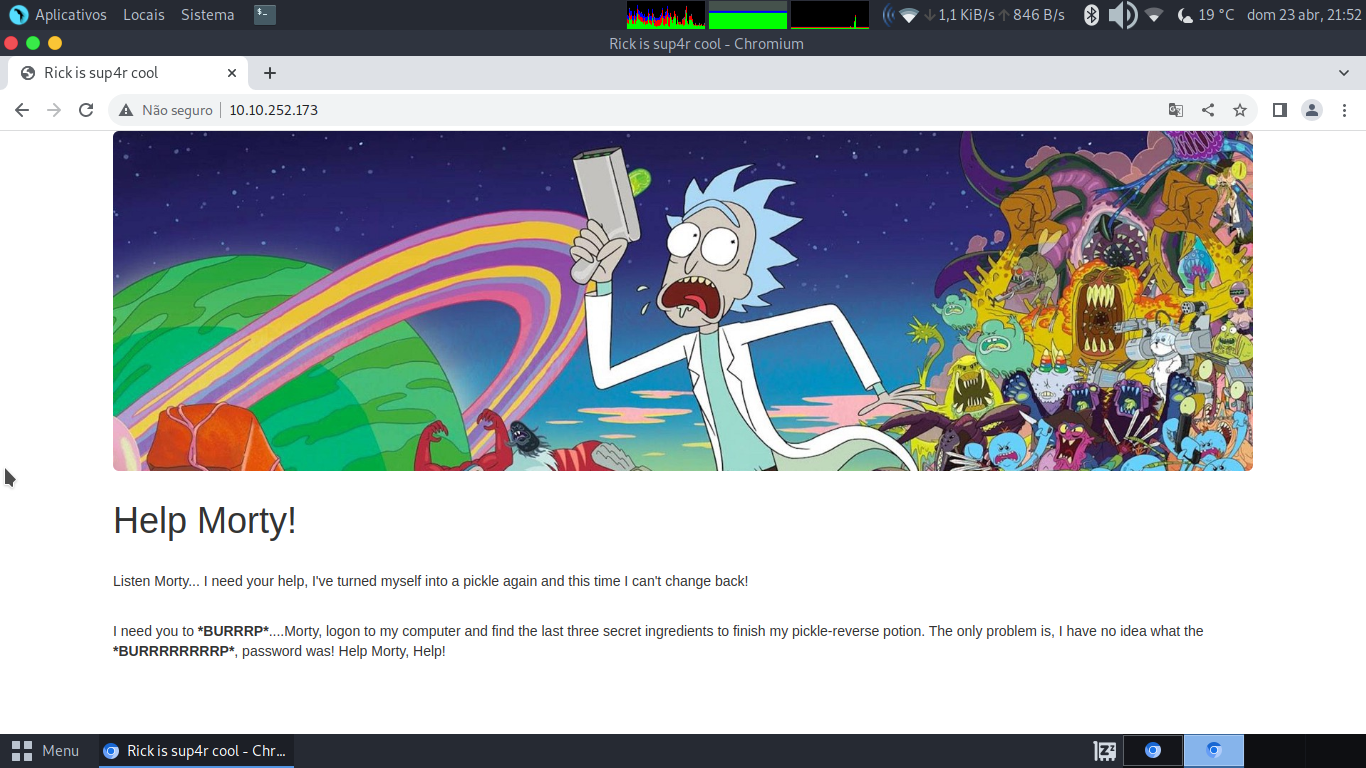 Aplicativos Locais Sistema 1,1 KiB/s 846 B/s 19 °C dom 23 abr, 21:52
Rick is sup4r cool - Chromium
Rick is sup4r cool
Não seguro 10.10.252.173
Help Morty!
Listen Morty... I need your help, I've turned myself into a pickle again and this time I can't change back!
I need you to *BURRRP*....Morty, logon to my computer and find the last three secret ingredients to finish my pickle-reverse potion. The only problem is, I have no idea what the
*BURRRRRRRRP*, password was! Help Morty, Help!
Menu Rick is sup4r cool - Chr...